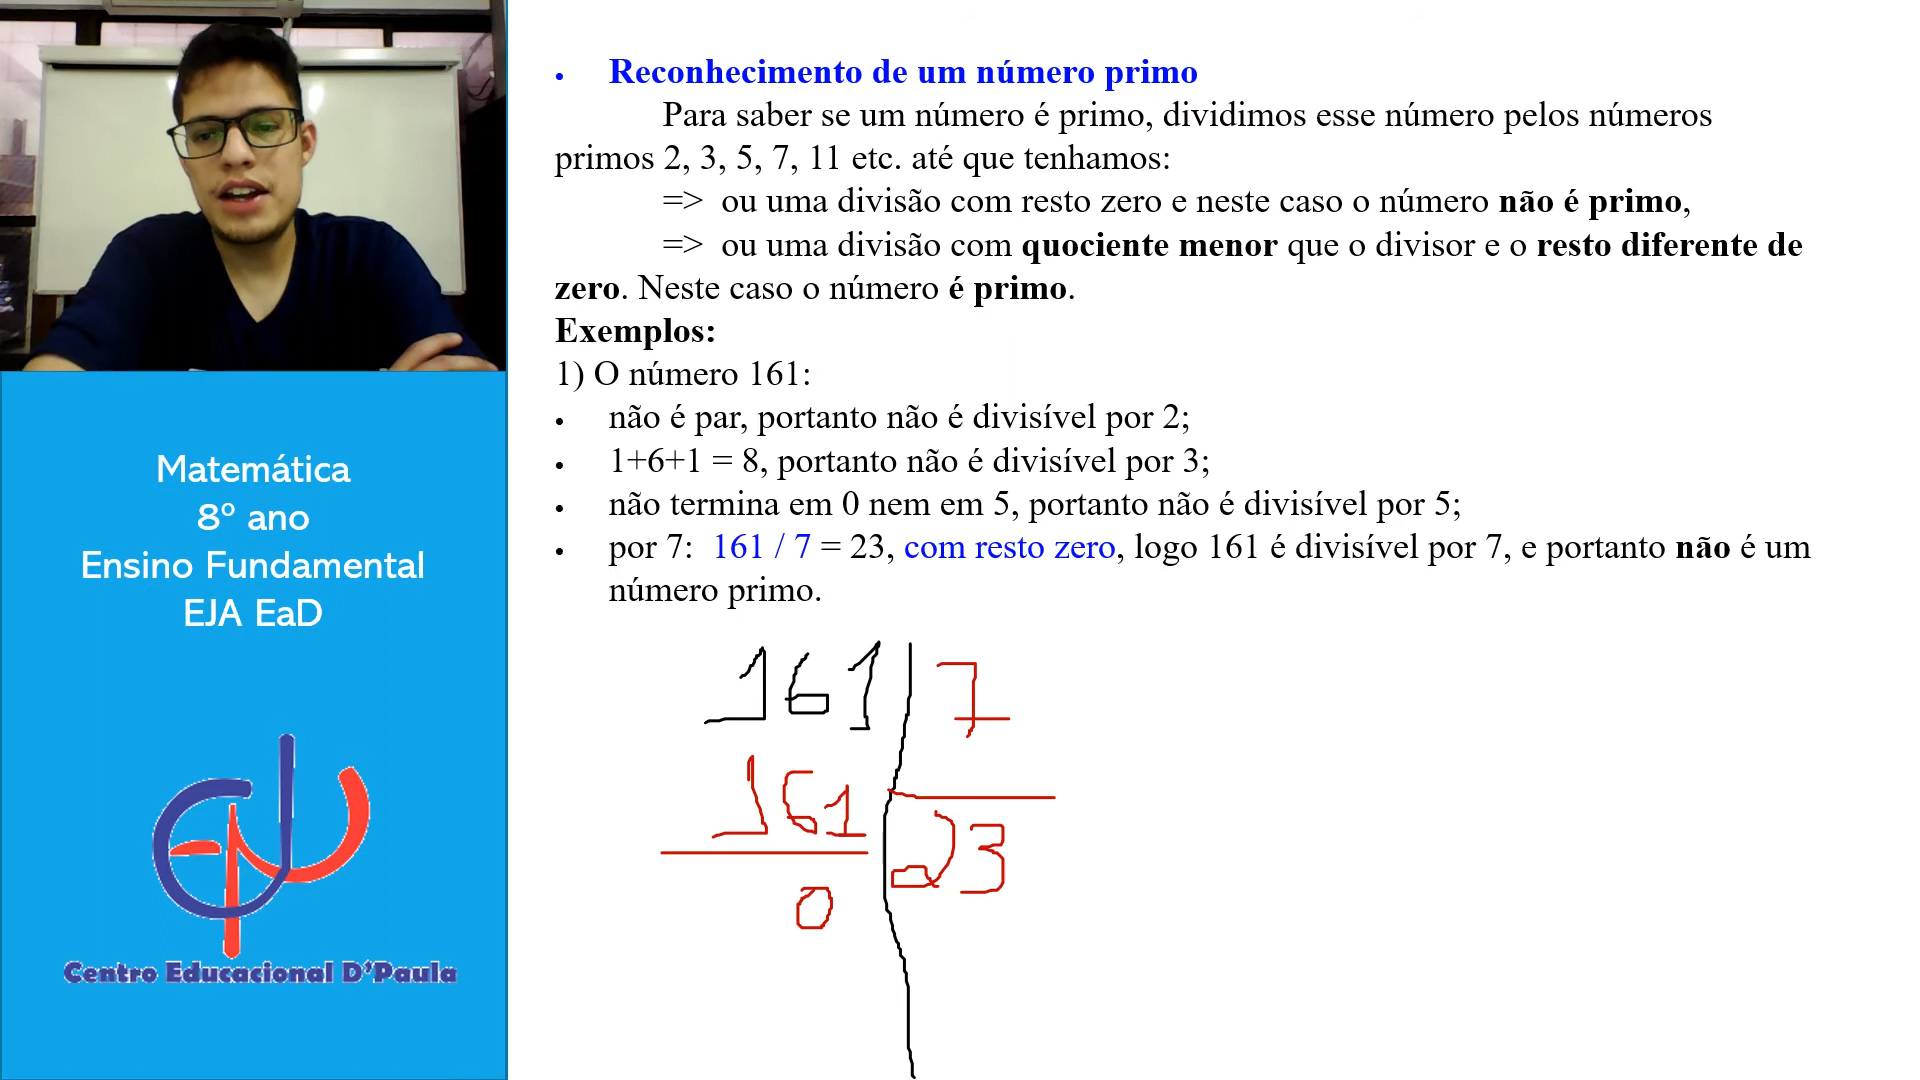 • Reconhecimento de um número primo
Para saber se um número é primo, dividimos esse número pelos números
primos 2, 3, 5, 7, 11 etc. até que tenhamos:
=> ou uma divisão com resto zero e neste caso o número não é primo,
=> ou uma divisão com quociente menor que o divisor e o resto diferente de
zero. Neste caso o número é primo.
Exemplos:
1) O número 161:
• não é par, portanto não é divisível por 2;
• 1+6+1 = 8, portanto não é divisível por 3;
• não termina em 0 nem em 5, portanto não é divisível por 5;
• por 7: 161 / 7 = 23, com resto zero, logo 161 é divisível por 7, e portanto não é um
número primo.
161 7
161 23
0
Matemática
8º ano
Ensino Fundamental
EJA EaD
Centro Educacional D'Paula